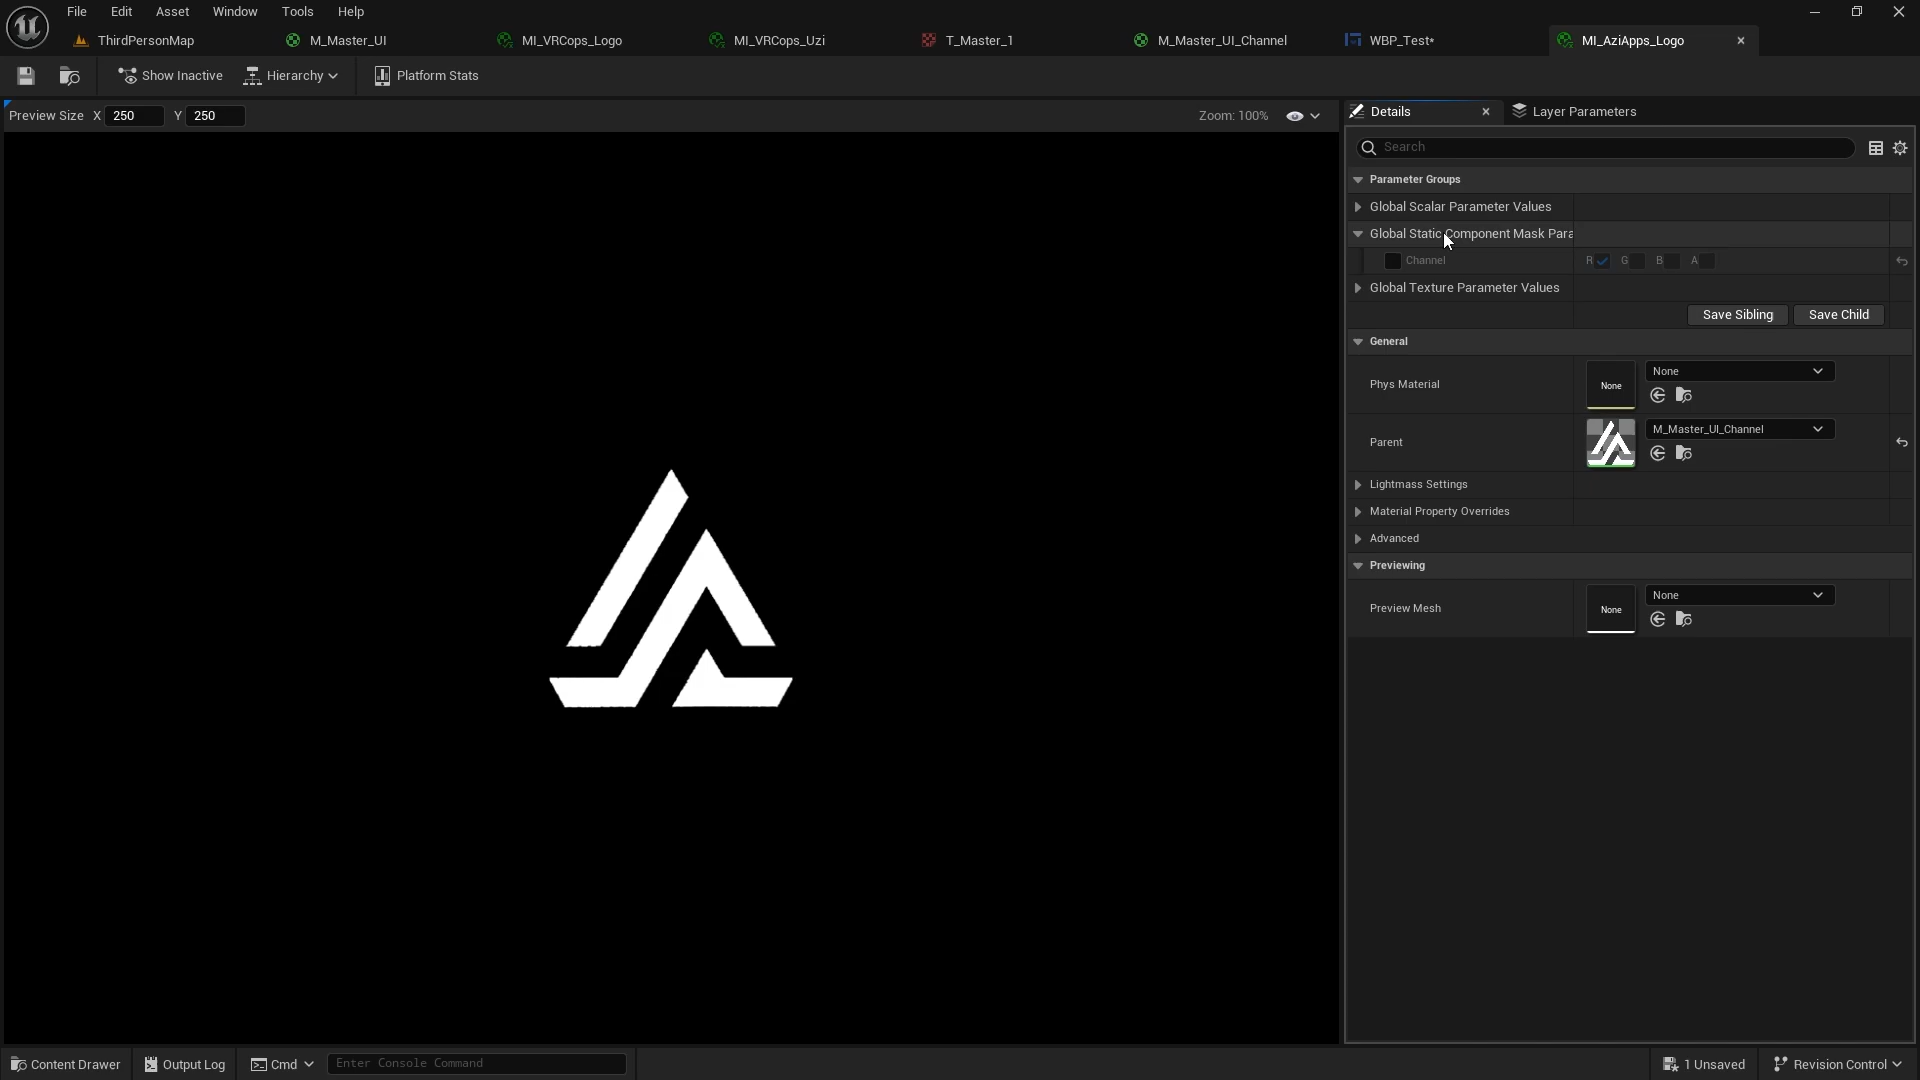 File Edit Asset Window Tools Help
ThirdPersonMap M_Master_UI MI_VRCops_Logo MI_VRCops_Uzi T_Master_1 M_Master_UI_Channel WBP_Test* MI_AziApps_Logo
Show Inactive Hierarchy Platform Stats
Preview Size X 250 Y 250 Zoom: 100%
Details Layer Parameters
Search
Parameter Groups
Global Scalar Parameter Values
Global Static Component Mask Para
Channel R G B A
Global Texture Parameter Values
Save Sibling Save Child
General
Phys Material None None
Parent M_Master_UI_Channel
Lightmass Settings
Material Property Overrides
Advanced
Previewing
Preview Mesh None None
Content Drawer Output Log Cmd Enter Console Command 1 Unsaved Revision Control